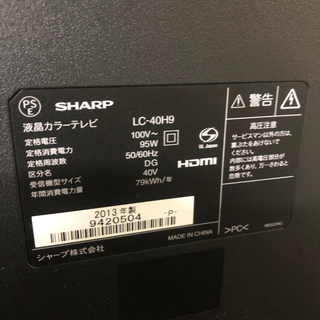 PS
E
SHARP
液晶カラーテレビ LC-40H9
定格電圧 100V~
定格消費電力 95W
定格周波数 50/60Hz
区分名 DG
受信機型サイズ 40V
年間消費電力量 79kWh/年
JL Japan
HDMI
2013年製
9420504 -P-
シャープ株式会社
MADE IN CHINA
警告
高圧注意
サービスマン以外の方は、
裏ぶたをあけないで
ください。
内部には高電圧部分が
数多くあり、万一さわると
危険です。
>PC<